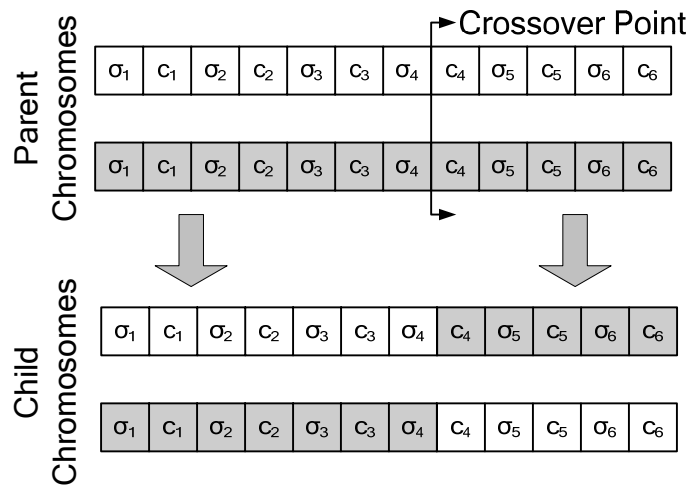 Crossover Point
Parent
Chromosomes
σ₁ c₁ σ₂ c₂ σ₃ c₃ σ₄ c₄ σ₅ c₅ σ₆ c₆
σ₁ c₁ σ₂ c₂ σ₃ c₃ σ₄ c₄ σ₅ c₅ σ₆ c₆
Child
Chromosomes
σ₁ c₁ σ₂ c₂ σ₃ c₃ σ₄ c₄ σ₅ c₅ σ₆ c₆
σ₁ c₁ σ₂ c₂ σ₃ c₃ σ₄ c₄ σ₅ c₅ σ₆ c₆